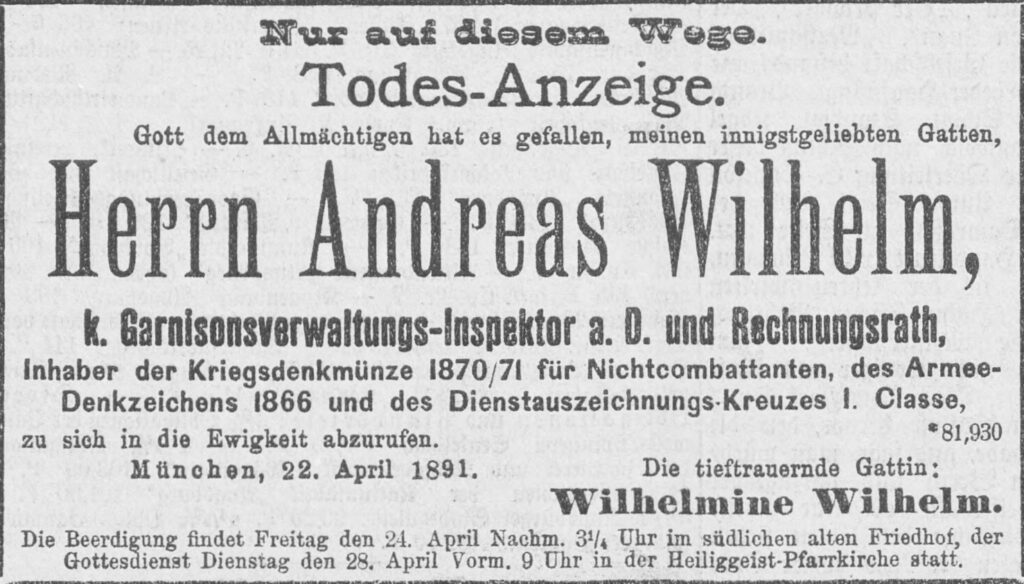 Nur auf diesem Wege.
Todes-Anzeige.
Gott dem Allmächtigen hat es gefallen, meinen innigstgeliebten Gatten,
Herrn Andreas Wilhelm,
k. Garnisonsverwaltungs-Inspektor a. D. und Rechnungsrath
Inhaber der Kriegsdenkmünze 1870/71 für Nichtcombattanten, des Armee-
Denkzeichens 1866 und des Dienstauszeichnungs-Kreuzes I. Classe,
zu sich in die Ewigkeit abzurufen. *81,930
München, 22. April 1891. Die tieftrauernde Gattin:
Wilhelmine Wilhelm.
Die Beerdigung findet Freitag den 24. April Nachm. 3¼ Uhr im südlichen alten Friedhof, der
Gottesdienst Dienstag den 28. April Vorm. 9 Uhr in der Heiliggeist-Pfarrkirche statt.